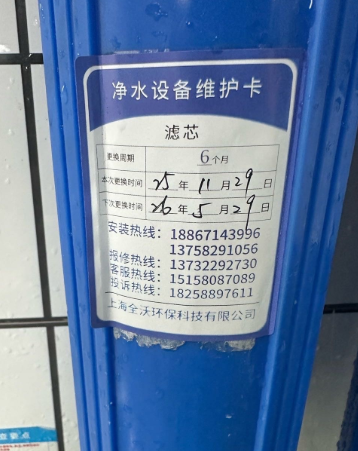 净水设备维护卡
滤芯
更换周期 6个月
本次更换时间 25年11月29日
下次更换时间 26年5月29日
安装热线：18867143996
13758291056
报修热线：13732292730
客服热线：15158087089
投诉热线：18258897611
上海全沃环保科技有限公司